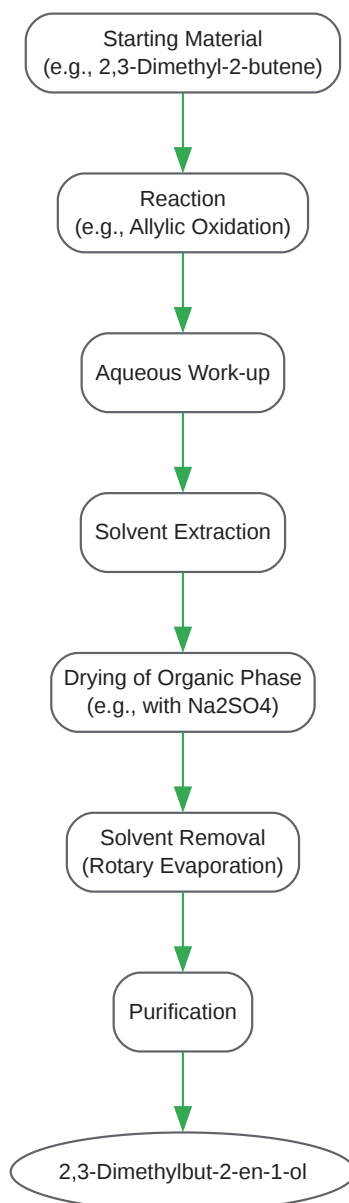 Starting Material
(e.g., 2,3-Dimethyl-2-butene)
Reaction
(e.g., Allylic Oxidation)
Aqueous Work-up
Solvent Extraction
Drying of Organic Phase
(e.g., with Na2SO4)
Solvent Removal
(Rotary Evaporation)
Purification
2,3-Dimethylbut-2-en-1-ol